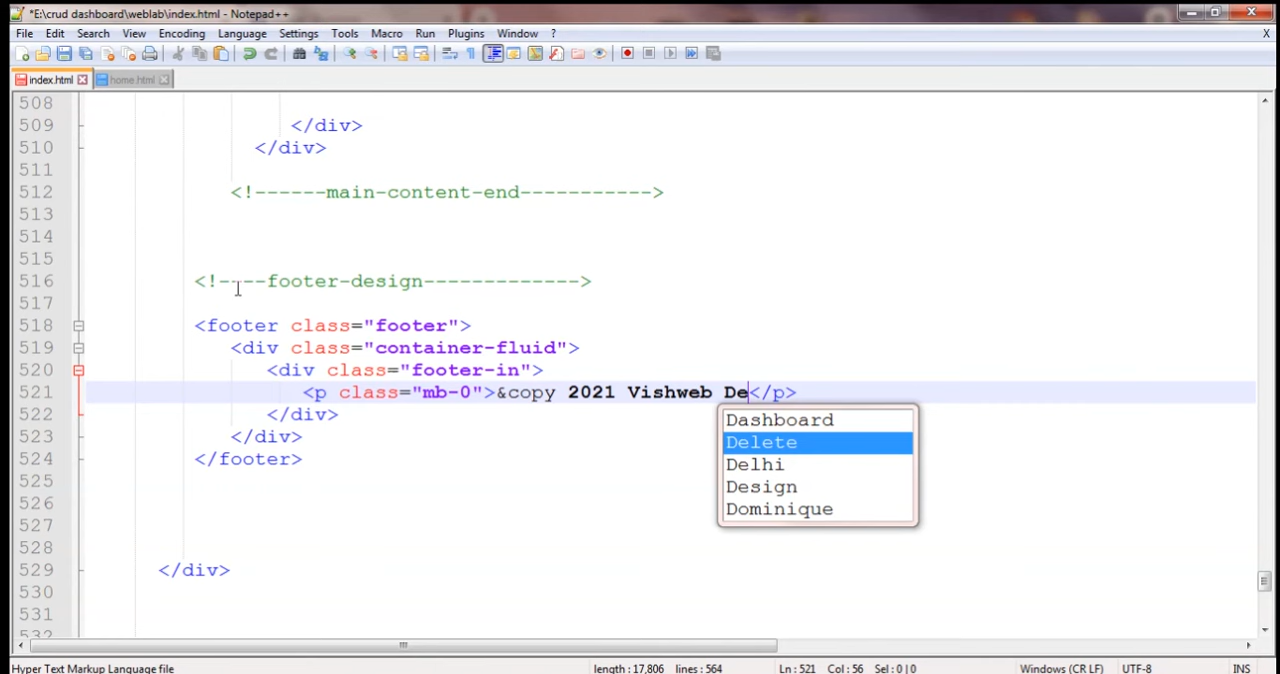 *E:\crud dashboard\weblab\index.html - Notepad++
File Edit Search View Encoding Language Settings Tools Macro Run Plugins Window ? X
index.html home.html
508
509 </div>
510 </div>
511
512 <!------main-content-end----------->
513
514
515
516 <!----footer-design------------->
517
518 <footer class="footer">
519 <div class="container-fluid">
520 <div class="footer-in">
521 <p class="mb-0">&copy 2021 Vishweb De</p>
522 </div>
523 </div>
524 </footer>
525
526
527
528
529 </div>
530
531
532
Dashboard
Delete
Delhi
Design
Dominique
Hyper Text Markup Language file length : 17,806 lines : 564 Ln : 521 Col : 56 Sel : 0 | 0 Windows (CR LF) UTF-8 INS